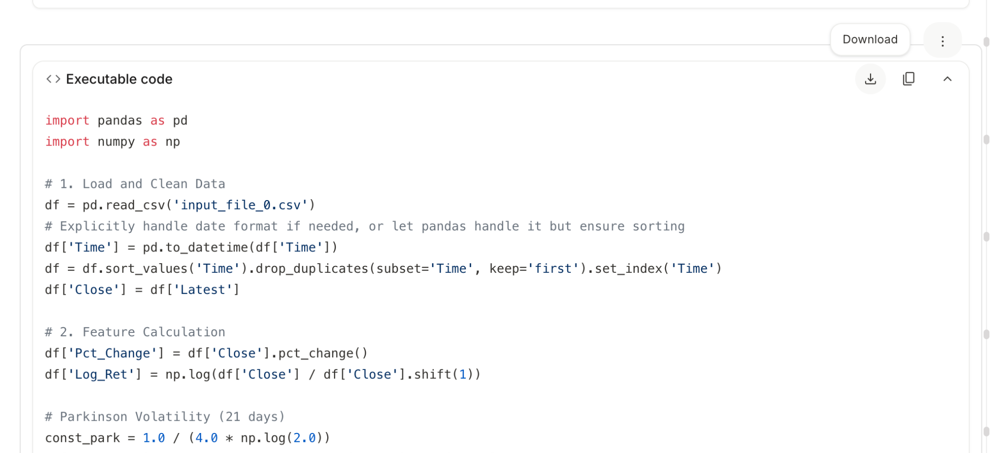 Download
Executable code
import pandas as pd
import numpy as np
# 1. Load and Clean Data
df = pd.read_csv('input_file_0.csv')
# Explicitly handle date format if needed, or let pandas handle it but ensure sorting
df['Time'] = pd.to_datetime(df['Time'])
df = df.sort_values('Time').drop_duplicates(subset='Time', keep='first').set_index('Time')
df['Close'] = df['Latest']
# 2. Feature Calculation
df['Pct_Change'] = df['Close'].pct_change()
df['Log_Ret'] = np.log(df['Close'] / df['Close'].shift(1))
# Parkinson Volatility (21 days)
const_park = 1.0 / (4.0 * np.log(2.0))